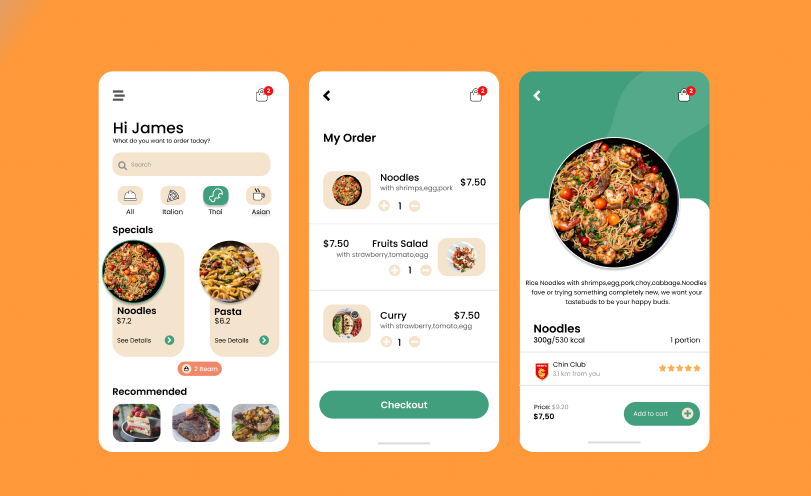 2
Hi James
What do you want to order today?
Search
All
Italian
Thai
Asian
Specials
Noodles
$7.2
See Details
Pasta
$6.2
See Details
2 Beam
Recommended
2
My Order
Noodles
$7.50
with shrimps,egg,pork
1
$7.50
Fruits Salad
with strawberry,tomato,egg
1
Curry
$7.50
with strawberry,tomato,egg
1
Checkout
2
Rice Noodles with shrimps,egg,pork,choy,cabbage.Noodles
fave or trying something completely new, we want your
tastebuds to be your happy buds.
Noodles
300g/530 kcal
1 portion
Chin Club
3.1 km from you
Price: $9.20
$7,50
Add to cart